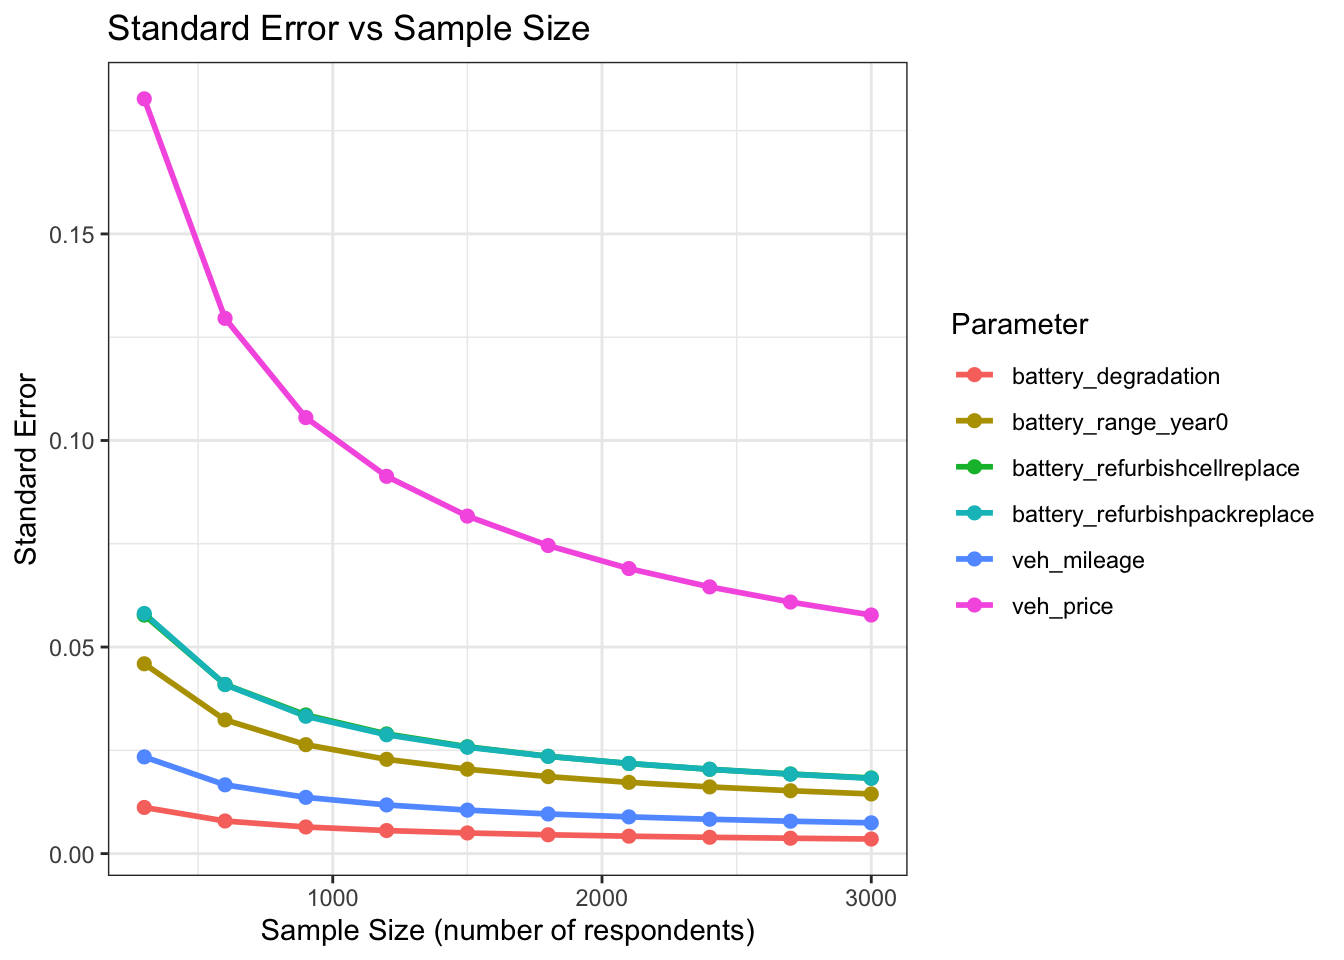 Standard Error vs Sample Size
Standard Error
0.15
0.10
0.05
0.00
1000 2000 3000
Sample Size (number of respondents)
Parameter
battery_degradation
battery_range_year0
battery_refurbishcellreplace
battery_refurbishpackreplace
veh_mileage
veh_price